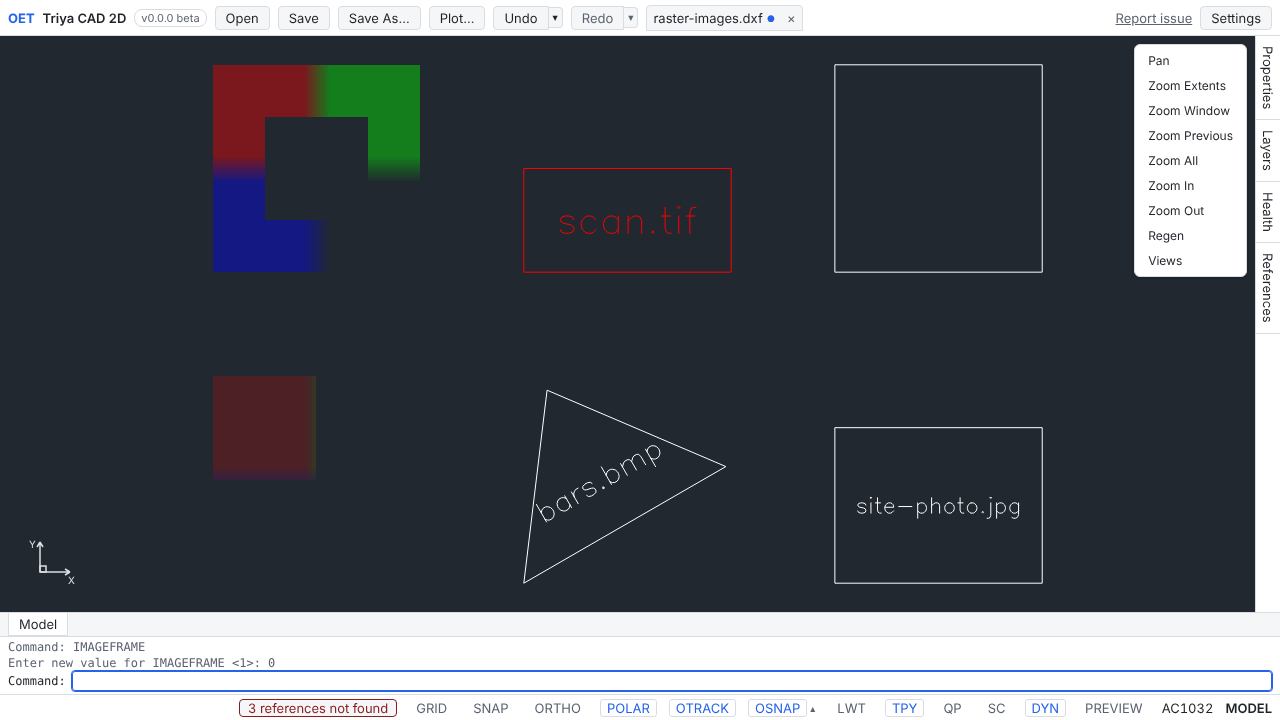 OET Triya CAD 2D v0.0.0 beta Open Save Save As... Plot... Undo Redo raster-images.dxf × Report issue Settings
Pan
Zoom Extents
Zoom Window
Zoom Previous
Zoom All
Zoom In
Zoom Out
Regen
Views
Properties
Layers
Health
References
scan.tif
bars.bmp
site-photo.jpg
Y
X
Model
Command: IMAGEFRAME
Enter new value for IMAGEFRAME <1>: 0
Command:
3 references not found GRID SNAP ORTHO POLAR OTRACK OSNAP LWT TPY QP SC DYN PREVIEW AC1032 MODEL